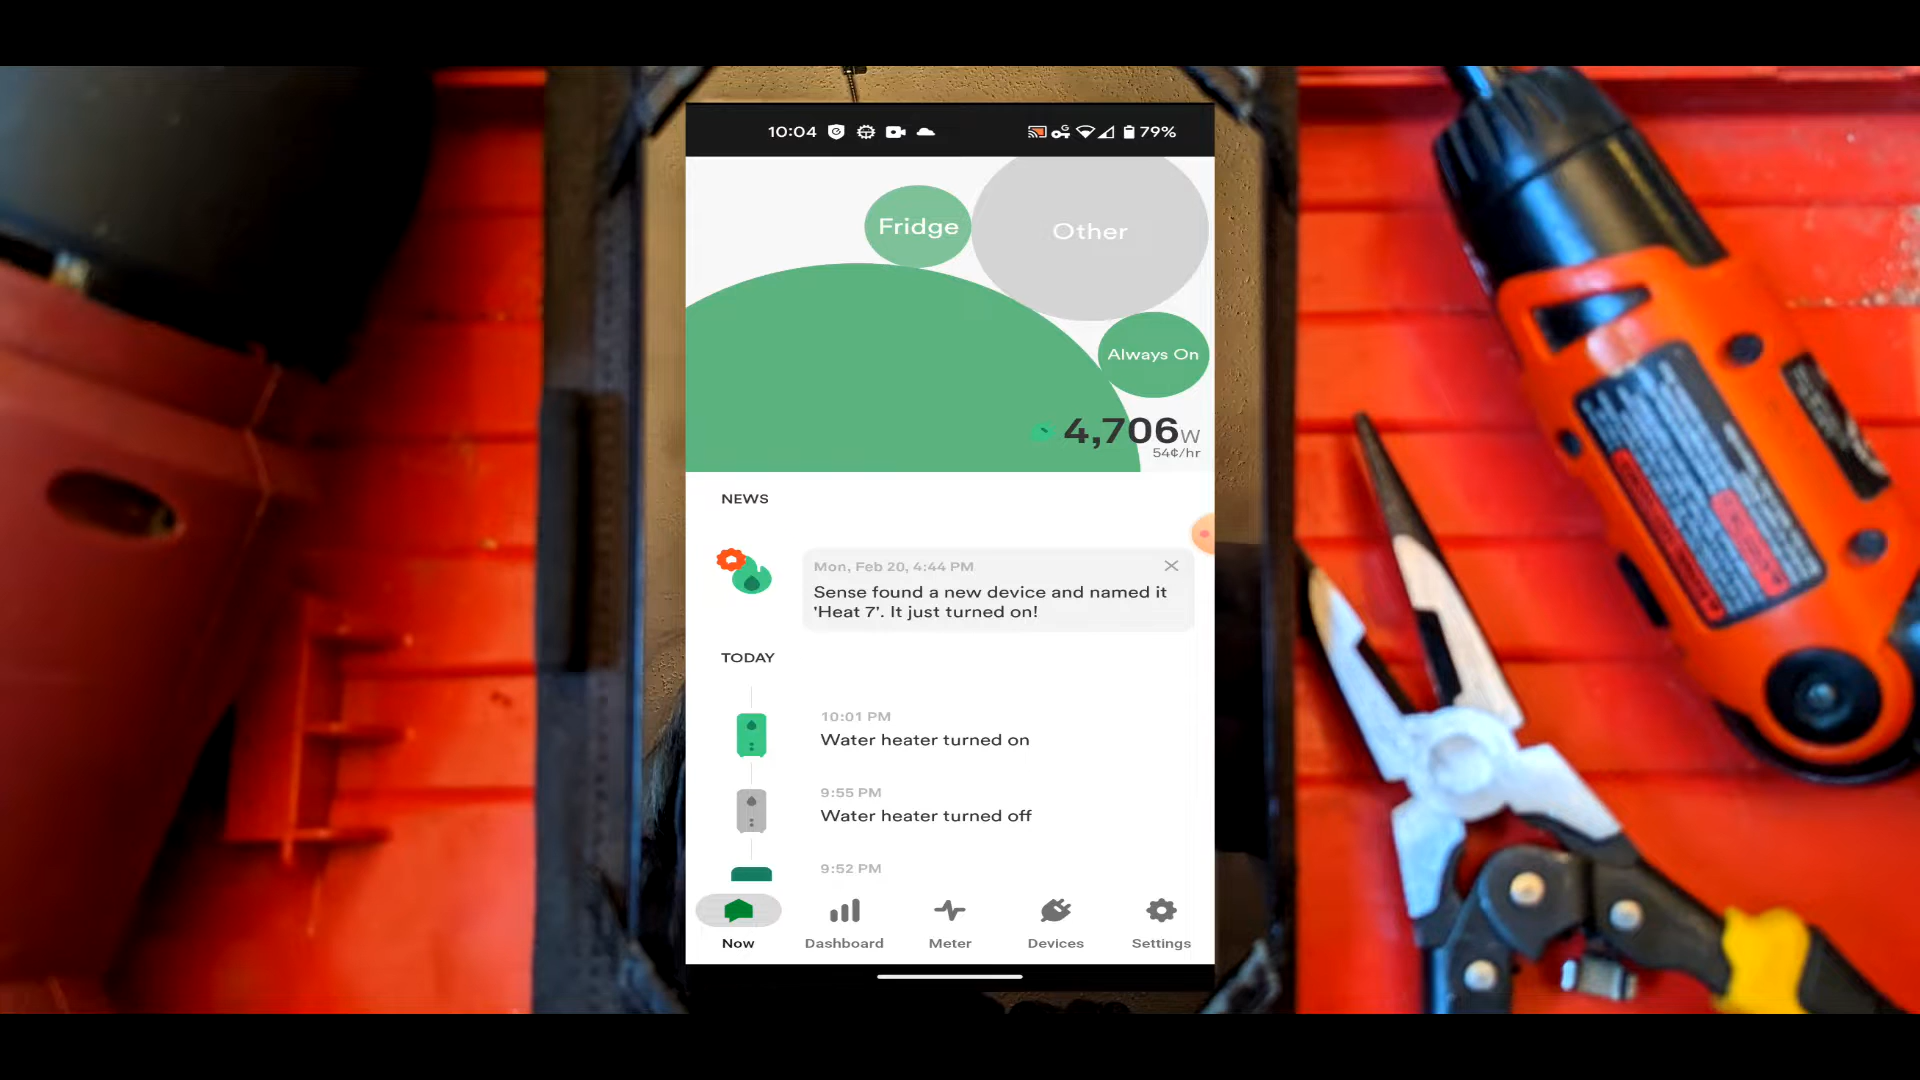 10:04
79%
Fridge
Other
Always On
4,706w
54¢/hr
NEWS
Mon, Feb 20, 4:44 PM
Sense found a new device and named it
'Heat 7'. It just turned on!
TODAY
10:01 PM
Water heater turned on
9:55 PM
Water heater turned off
9:52 PM
Now
Dashboard
Meter
Devices
Settings